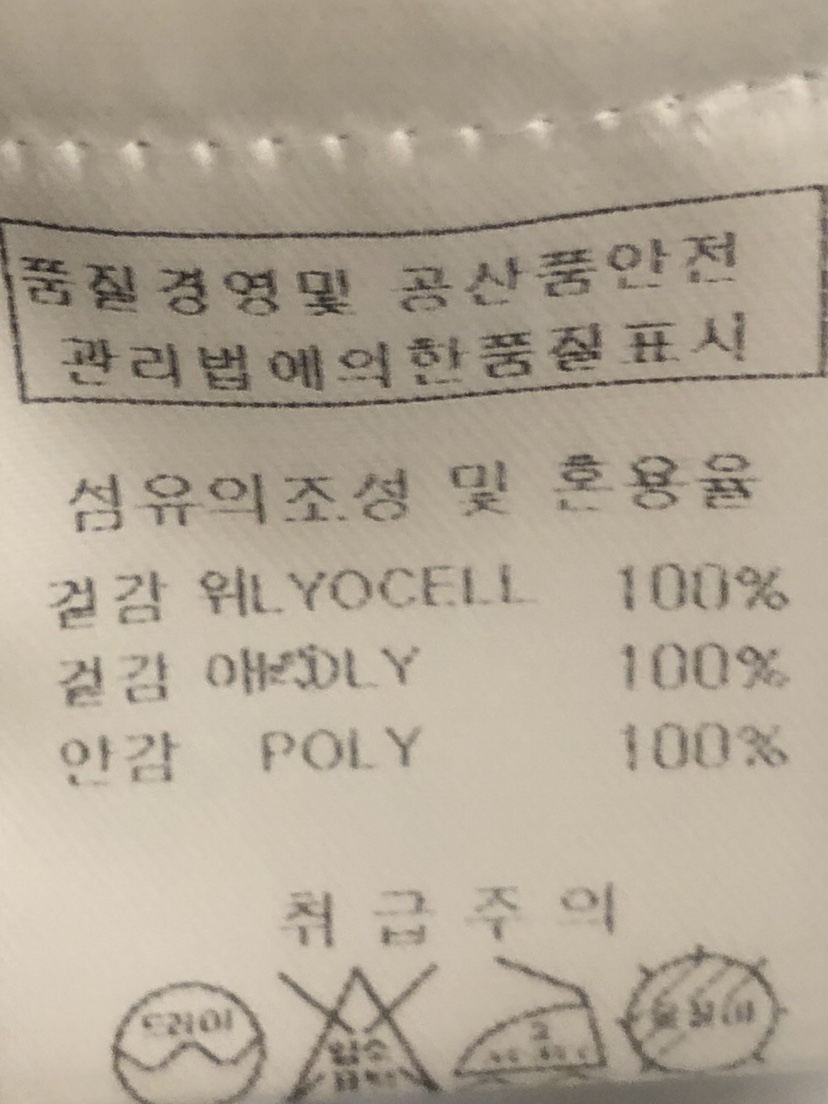 품질경영및 공산품안전
관리법에의한품질표시
섬유의조성 및 혼용율
겉감 위LYOCELL 100%
겉감 POLY 100%
안감 POLY 100%
취급주의
드라이